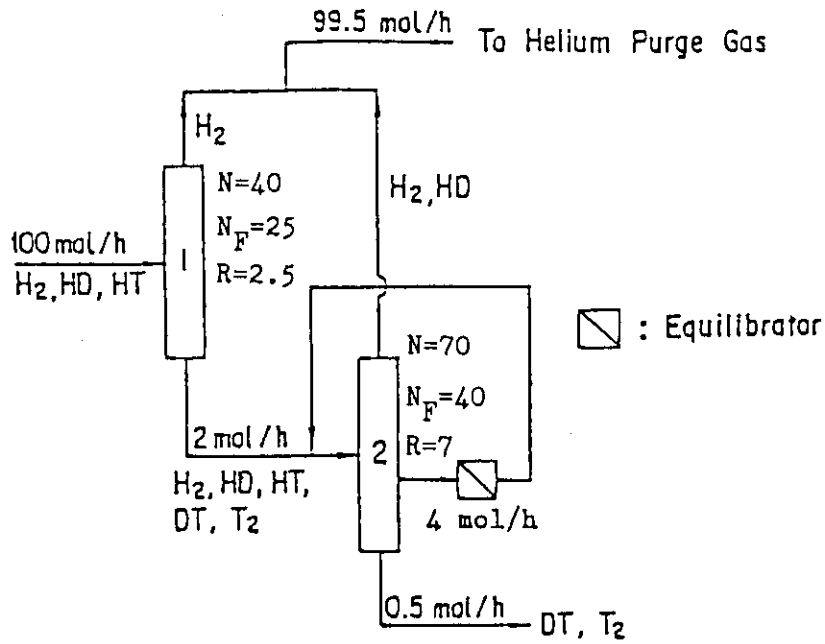 99.5 mol/h
To Helium Purge Gas
H₂
N=40
N_F=25
R=2.5
1
100 mol/h
H₂, HD, HT
H₂, HD
: Equilibrator
N=70
N_F=40
R=7
2
2 mol/h
H₂, HD, HT,
DT, T₂
4 mol/h
0.5 mol/h
DT, T₂